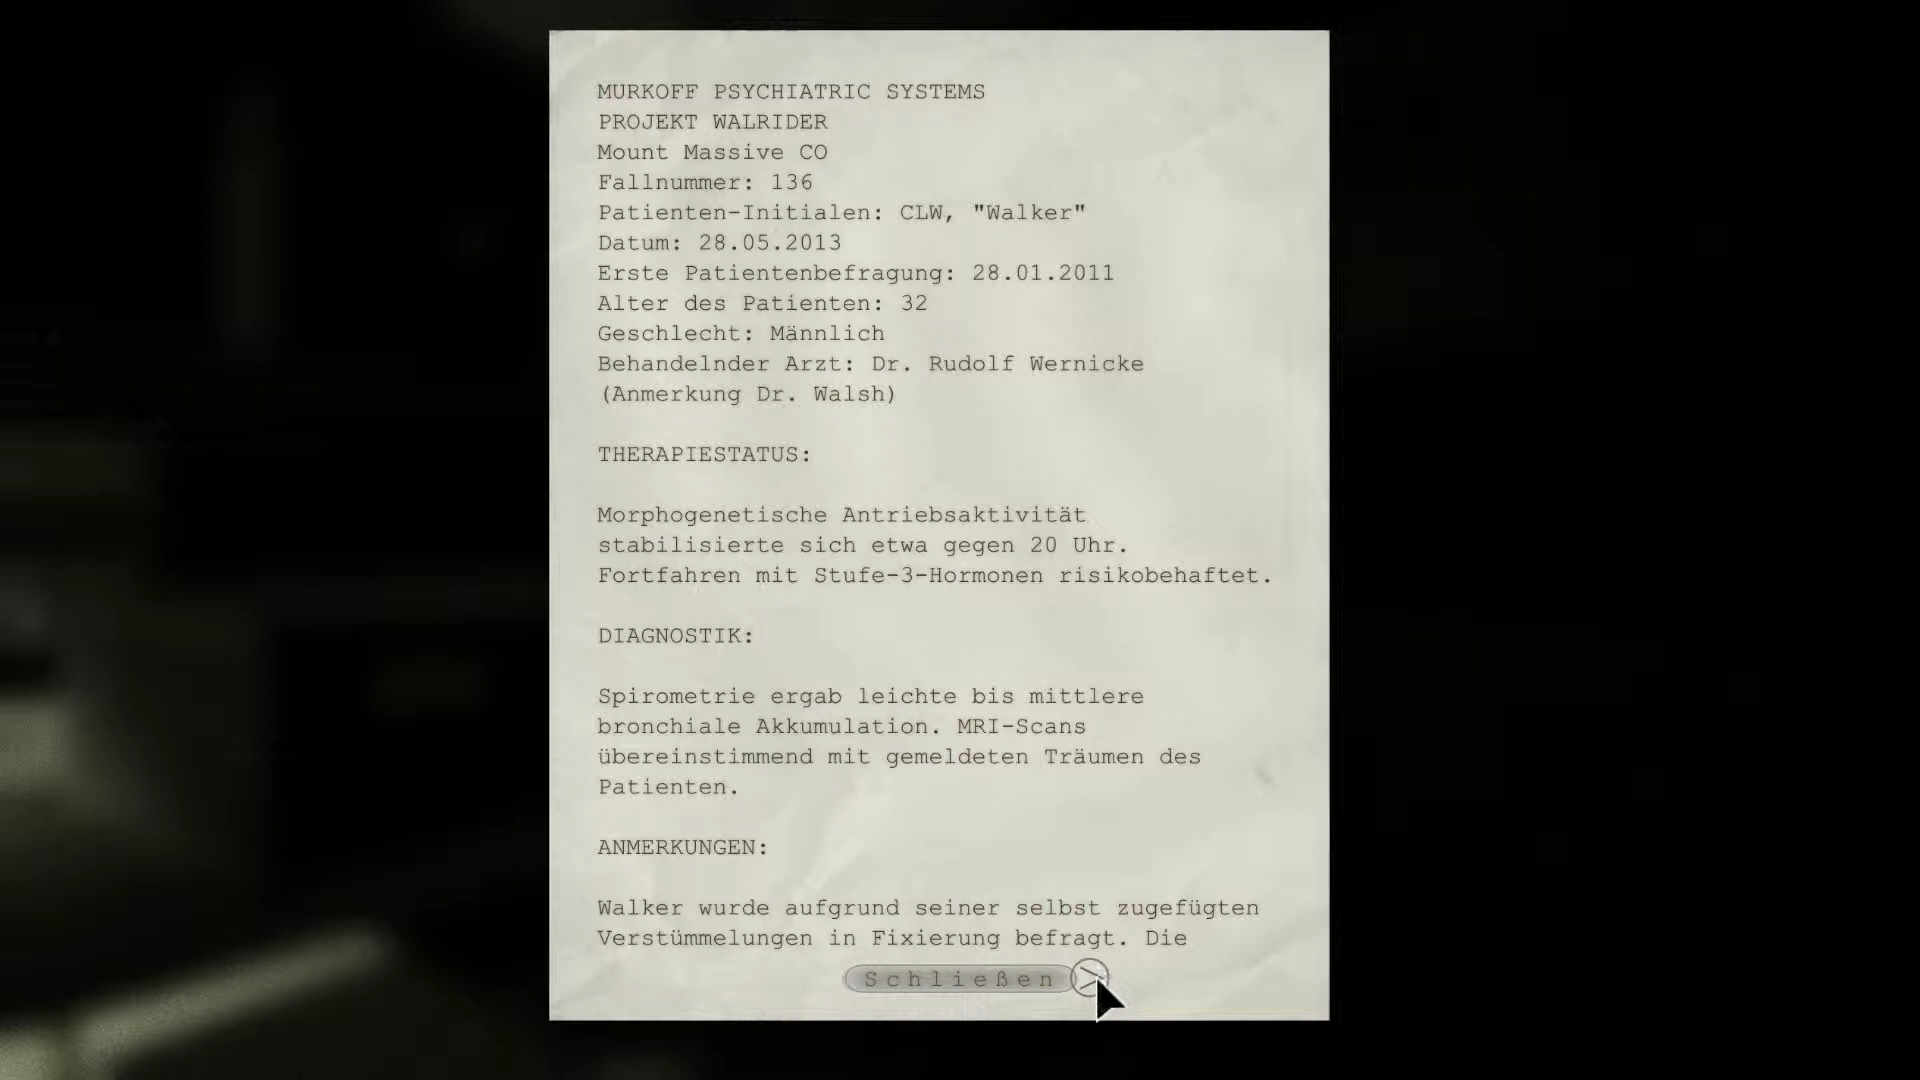 MURKOFF PSYCHIATRIC SYSTEMS
PROJEKT WALRIDER
Mount Massive CO
Fallnummer: 136
Patienten-Initialen: CLW, "Walker"
Datum: 28.05.2013
Erste Patientenbefragung: 28.01.2011
Alter des Patienten: 32
Geschlecht: Männlich
Behandelnder Arzt: Dr. Rudolf Wernicke
(Anmerkung Dr. Walsh)
THERAPIESTATUS:
Morphogenetische Antriebsaktivität
stabilisierte sich etwa gegen 20 Uhr.
Fortfahren mit Stufe-3-Hormonen risikobehaftet.
DIAGNOSTIK:
Spirometrie ergab leichte bis mittlere
bronchiale Akkumulation. MRI-Scans
übereinstimmend mit gemeldeten Träumen des
Patienten.
ANMERKUNGEN:
Walker wurde aufgrund seiner selbst zugefügten
Verstümmelungen in Fixierung befragt. Die
Schließen >